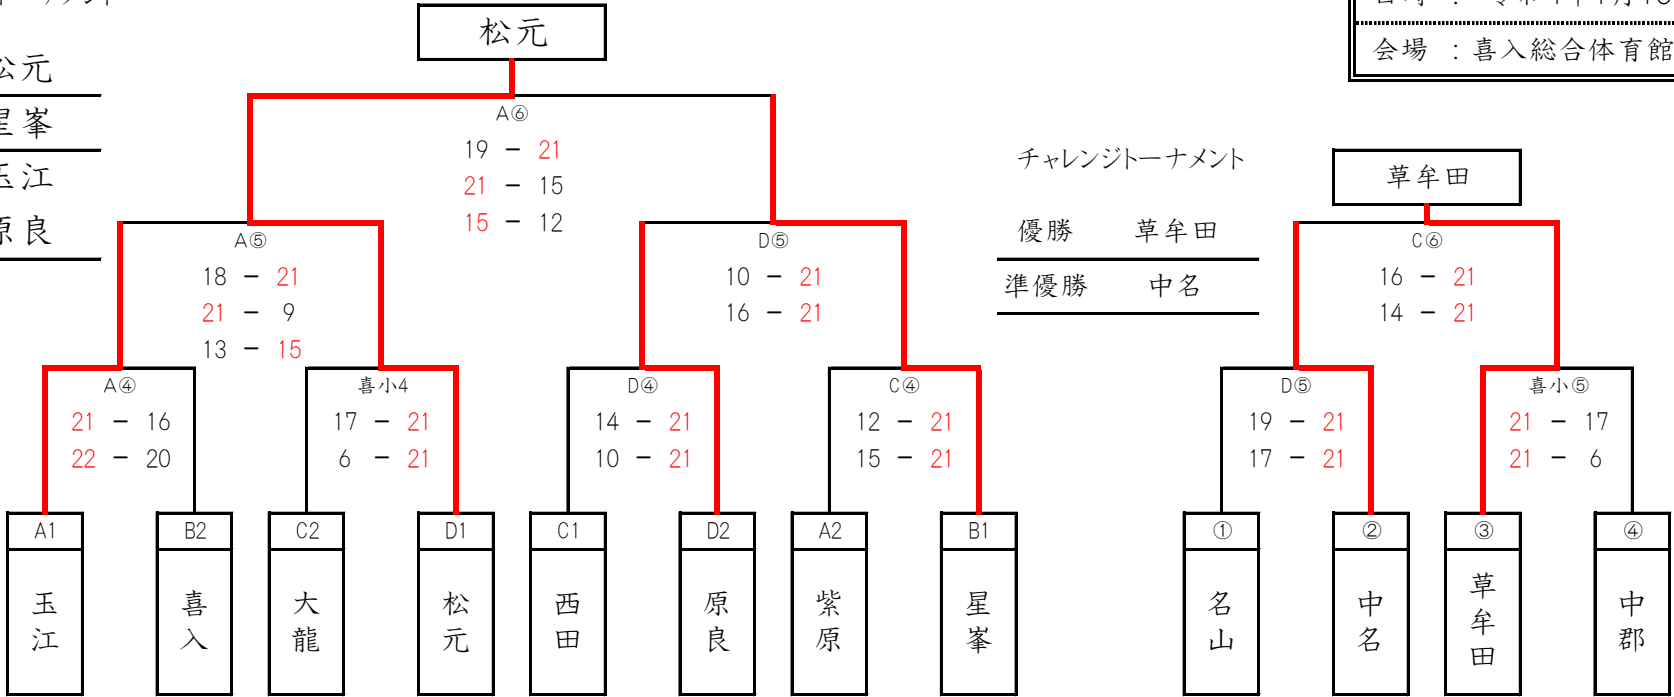 松元
会場 : 喜入総合体育館
松元
星峯
玉江
原良
A⑥
19 - 21
21 - 15
15 - 12
チャレンジトーナメント
草牟田
優勝 草牟田
準優勝 中名
A⑤
18 - 21
21 - 9
13 - 15
D⑤
10 - 21
16 - 21
C⑥
16 - 21
14 - 21
A④
21 - 16
22 - 20
喜小4
17 - 21
6 - 21
D④
14 - 21
10 - 21
C④
12 - 21
15 - 21
D⑤
19 - 21
17 - 21
喜小⑤
21 - 17
21 - 6
A1 B2 C2 D1 C1 D2 A2 B1 ① ② ③ ④
玉江 喜入 大龍 松元 西田 原良 紫原 星峯 名山 中名 草牟田 中郡